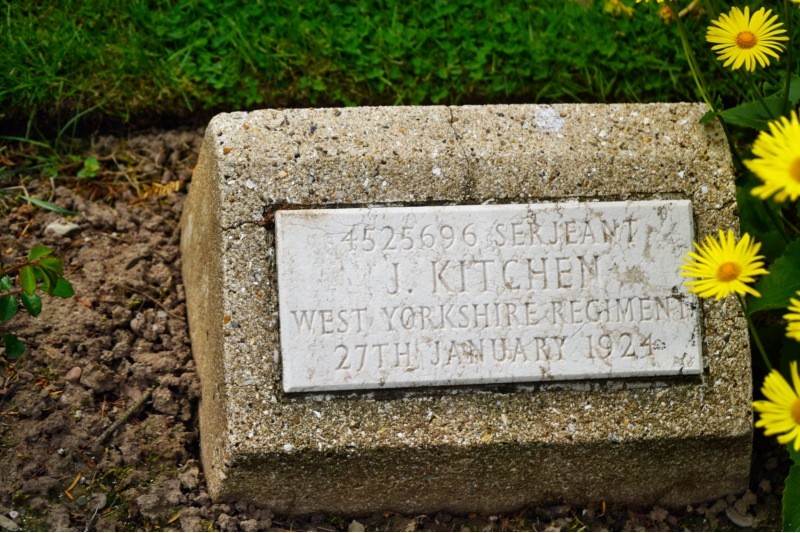 4525696 SERJEANT
J. KITCHEN
WEST YORKSHIRE REGIMENT
27TH JANUARY 1924